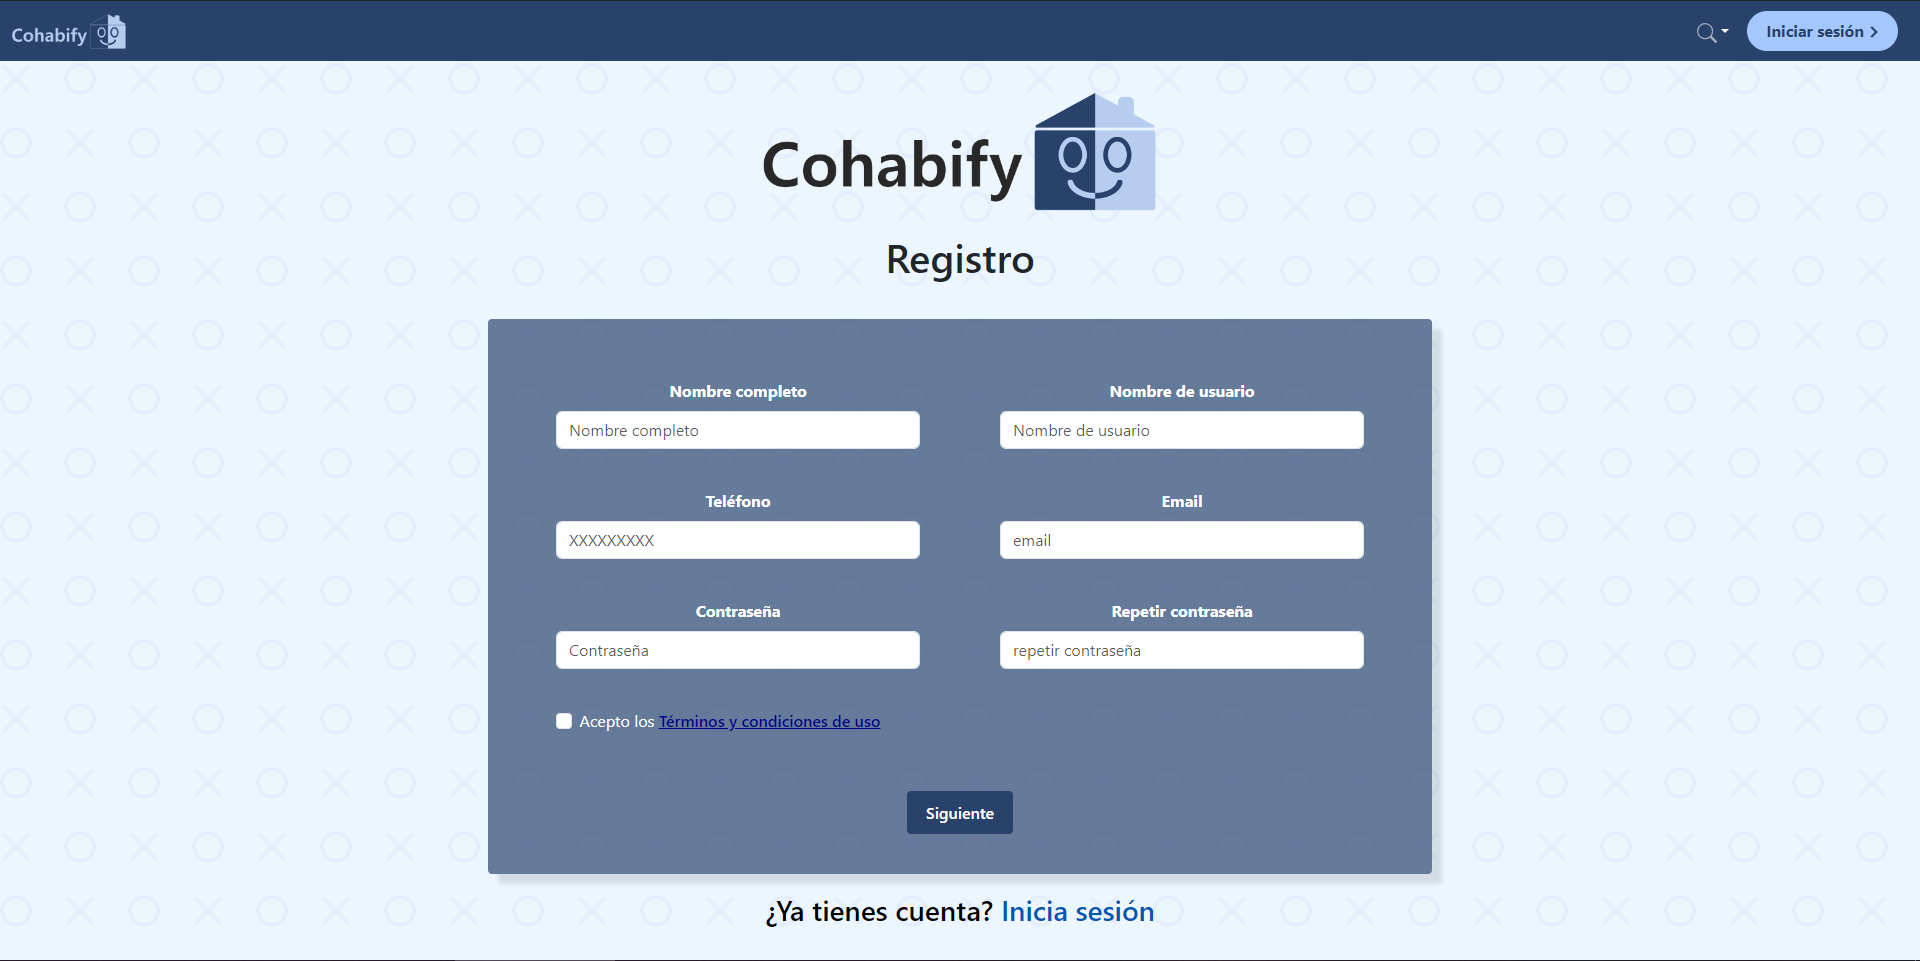 Cohabify
Iniciar sesión
Cohabify
Registro
Nombre completo
Nombre de usuario
Nombre completo
Nombre de usuario
Teléfono
Email
XXXXXXXXX
email
Contraseña
Repetir contraseña
Contraseña
repetir contraseña
Acepto los Términos y condiciones de uso
Siguiente
¿Ya tienes cuenta? Inicia sesión